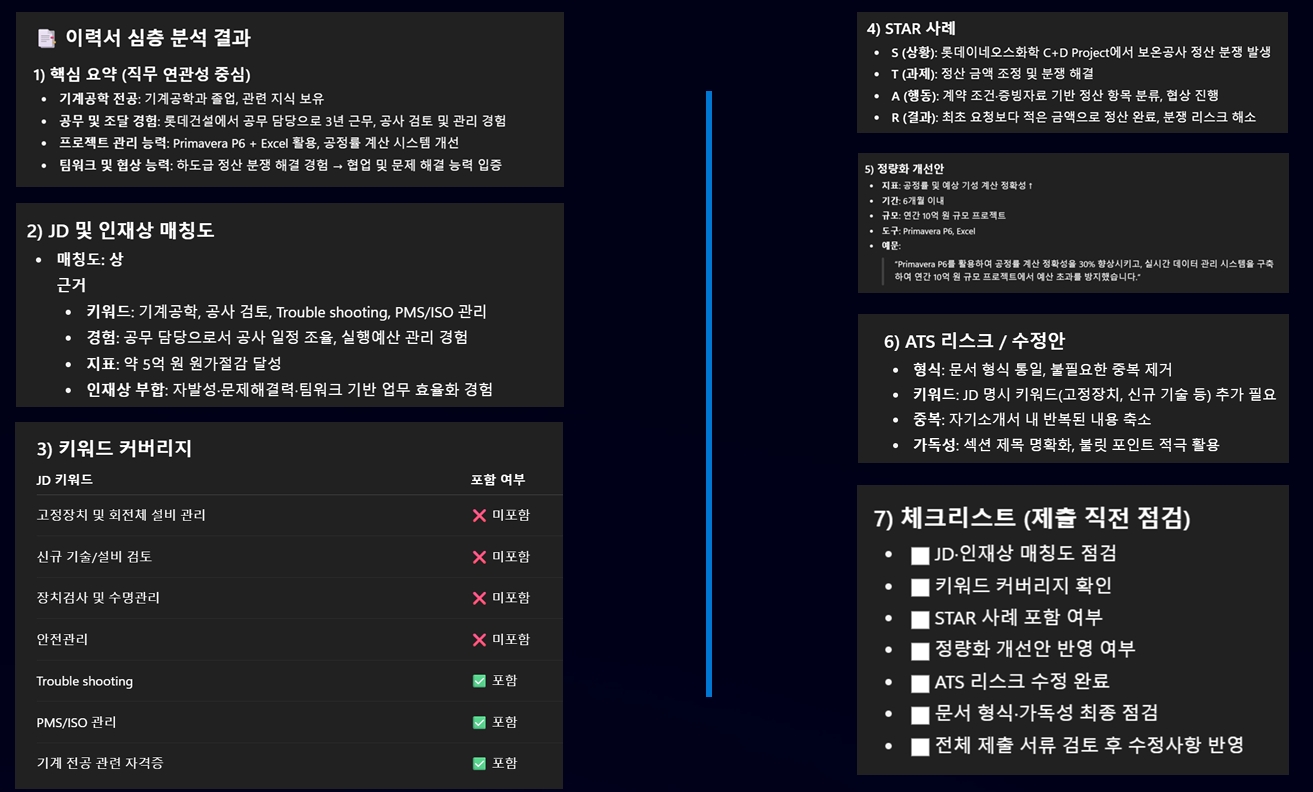 📑 이력서 심층 분석 결과
1) 핵심 요약 (직무 연관성 중심)
• 기계공학 전공: 기계공학과 졸업, 관련 지식 보유
• 공무 및 조달 경험: 롯데건설에서 공무 담당으로 3년 근무, 공사 검토 및 관리 경험
• 프로젝트 관리 능력: Primavera P6 + Excel 활용, 공정률 계산 시스템 개선
• 팀워크 및 협상 능력: 하도급 정산 분쟁 해결 경험 → 협업 및 문제 해결 능력 입증
2) JD 및 인재상 매칭도
• 매칭도: 상
근거
• 키워드: 기계공학, 공사 검토, Trouble shooting, PMS/ISO 관리
• 경험: 공무 담당으로서 공사 일정 조율, 실행예산 관리 경험
• 지표: 약 5억 원 원가절감 달성
• 인재상 부합: 자발성·문제해결력·팀워크 기반 업무 효율화 경험
3) 키워드 커버리지
JD 키워드 포함 여부
고정장치 및 회전체 설비 관리 ❌ 미포함
신규 기술/설비 검토 ❌ 미포함
장치검사 및 수명관리 ❌ 미포함
안전관리 ❌ 미포함
Trouble shooting ✅ 포함
PMS/ISO 관리 ✅ 포함
기계 전공 관련 자격증 ✅ 포함
4) STAR 사례
• S (상황): 롯데이네오스화학 C+D Project에서 보온공사 정산 분쟁 발생
• T (과제): 정산 금액 조정 및 분쟁 해결
• A (행동): 계약 조건·증빙자료 기반 정산 항목 분류, 협상 진행
• R (결과): 최초 요청보다 적은 금액으로 정산 완료, 분쟁 리스크 해소
5) 정량화 개선안
• 지표: 공정률 및 예상 기성 계산 정확성 ↑
• 기간: 6개월 이내
• 규모: 연간 10억 원 규모 프로젝트
• 도구: Primavera P6, Excel
• 예문:
"Primavera P6를 활용하여 공정률 계산 정확성을 30% 향상시키고, 실시간 데이터 관리 시스템을 구축
하여 연간 10억 원 규모 프로젝트에서 예산 초과를 방지했습니다."
6) ATS 리스크 / 수정안
• 형식: 문서 형식 통일, 불필요한 중복 제거
• 키워드: JD 명시 키워드(고정장치, 신규 기술 등) 추가 필요
• 중복: 자기소개서 내 반복된 내용 축소
• 가독성: 섹션 제목 명확화, 불릿 포인트 적극 활용
7) 체크리스트 (제출 직전 점검)
• JD·인재상 매칭도 점검
• 키워드 커버리지 확인
• STAR 사례 포함 여부
• 정량화 개선안 반영 여부
• ATS 리스크 수정 완료
• 문서 형식·가독성 최종 점검
• 전체 제출 서류 검토 후 수정사항 반영